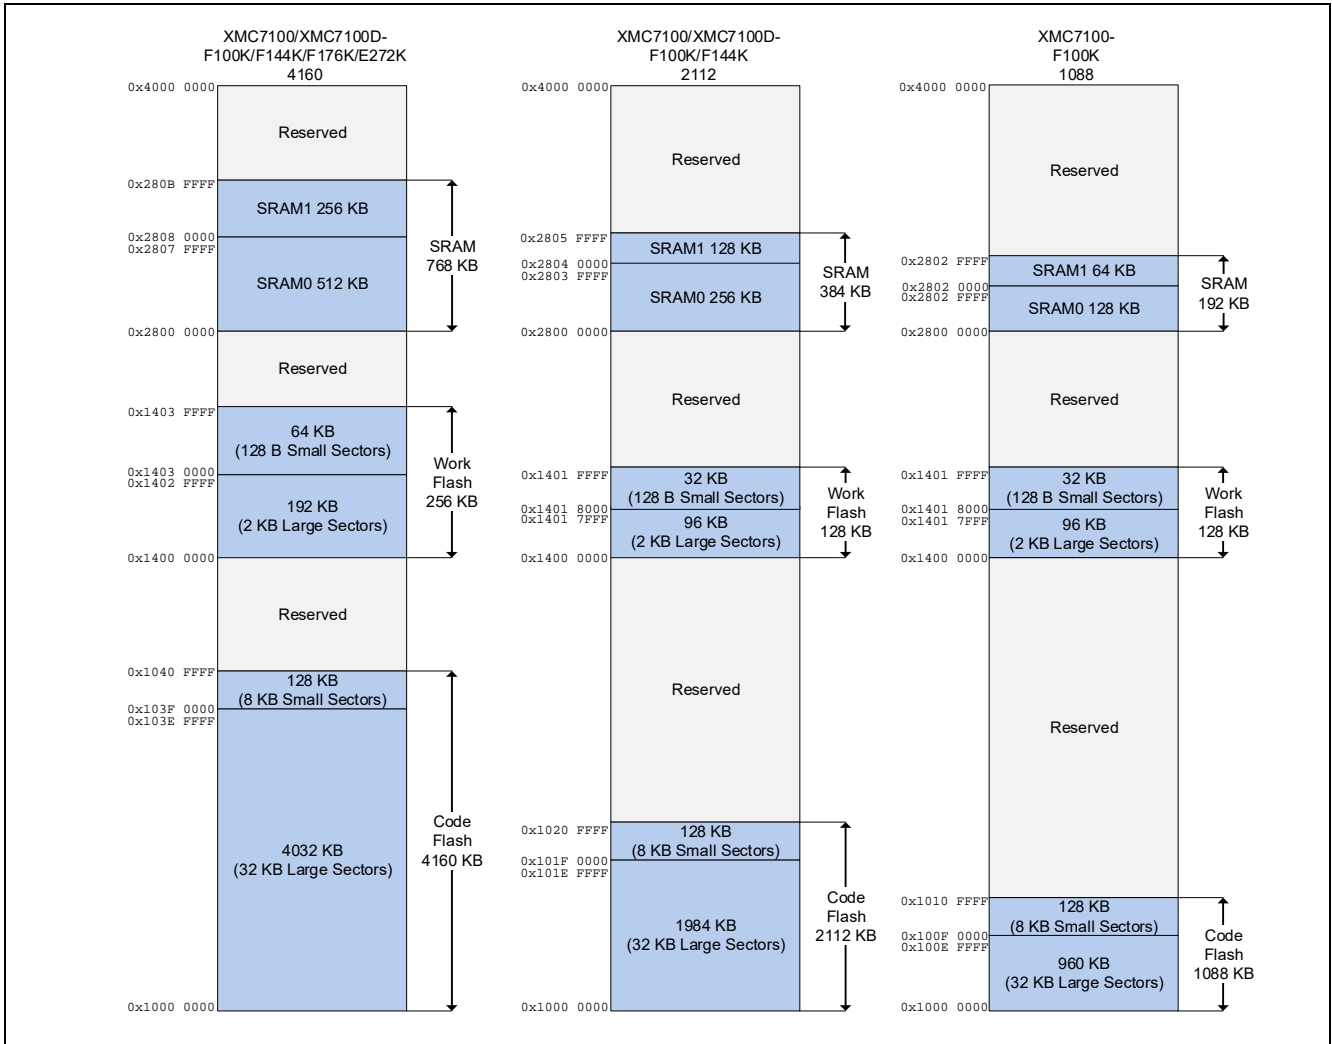 XMC7100/XMC7100D-
F100K/F144K/F176K/E272K
4160
0x4000 0000
Reserved
0x280B FFFF
SRAM1 256 KB
0x2808 0000
0x2807 FFFF
SRAM0 512 KB
SRAM
768 KB
0x2800 0000
Reserved
0x1403 FFFF
64 KB
(128 B Small Sectors)
0x1403 0000
0x1402 FFFF
192 KB
(2 KB Large Sectors)
Work
Flash
256 KB
0x1400 0000
Reserved
0x1040 FFFF
128 KB
(8 KB Small Sectors)
0x103F 0000
0x103E FFFF
4032 KB
(32 KB Large Sectors)
Code
Flash
4160 KB
0x1000 0000
XMC7100/XMC7100D-
F100K/F144K
2112
0x4000 0000
Reserved
0x2805 FFFF
SRAM1 128 KB
0x2804 0000
0x2803 FFFF
SRAM0 256 KB
SRAM
384 KB
0x2800 0000
Reserved
0x1401 FFFF
32 KB
(128 B Small Sectors)
0x1401 8000
0x1401 7FFF
96 KB
(2 KB Large Sectors)
Work
Flash
128 KB
0x1400 0000
Reserved
0x1020 FFFF
128 KB
(8 KB Small Sectors)
0x101F 0000
0x101E FFFF
1984 KB
(32 KB Large Sectors)
Code
Flash
2112 KB
0x1000 0000
XMC7100-
F100K
1088
0x4000 0000
Reserved
0x2802 FFFF
SRAM1 64 KB
0x2802 0000
0x2802 FFFF
SRAM0 128 KB
SRAM
192 KB
0x2800 0000
Reserved
0x1401 FFFF
32 KB
(128 B Small Sectors)
0x1401 8000
0x1401 7FFF
96 KB
(2 KB Large Sectors)
Work
Flash
128 KB
0x1400 0000
Reserved
0x1010 FFFF
128 KB
(8 KB Small Sectors)
0x100F 0000
0x100E FFFF
960 KB
(32 KB Large Sectors)
Code
Flash
1088 KB
0x1000 0000